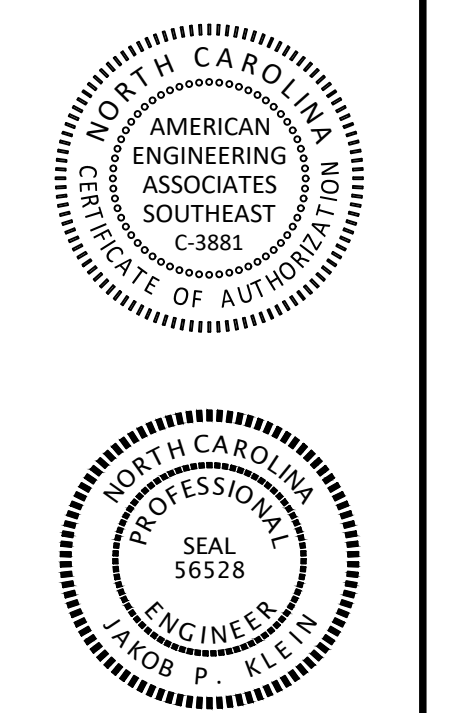 NORTH CAROLINA
AMERICAN
ENGINEERING
ASSOCIATES
SOUTHEAST
C-3881
CERTIFICATE OF AUTHORIZATION
NORTH CAROLINA
PROFESSIONAL
SEAL
56528
ENGINEER
JAKOB P. KLEIN